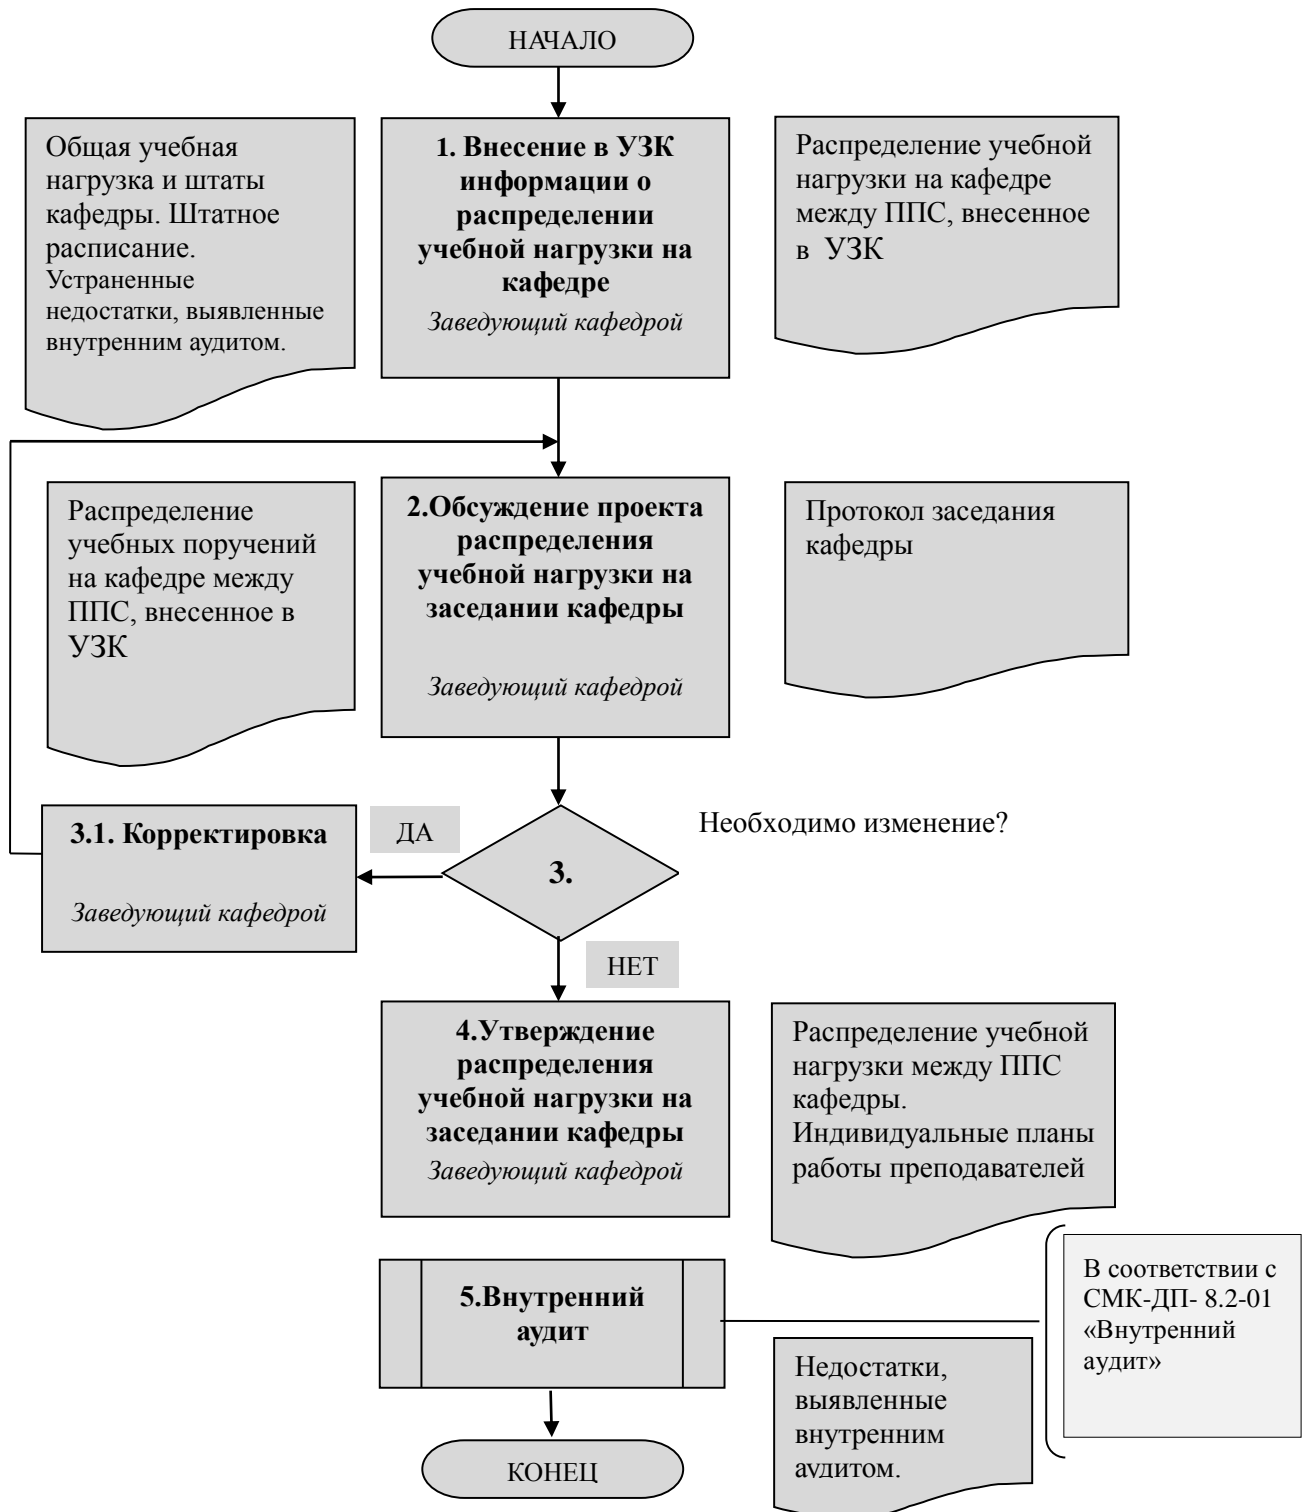 НАЧАЛО
Общая учебная
нагрузка и штаты
кафедры. Штатное
расписание.
Устраненные
недостатки, выявленные
внутренним аудитом.
1. Внесение в УЗК
информации о
распределении
учебной нагрузки на
кафедре
Заведующий кафедрой
Распределение учебной
нагрузки на кафедре
между ППС, внесенное
в УЗК
Распределение
учебных поручений
на кафедре между
ППС, внесенное в
УЗК
2.Обсуждение проекта
распределения
учебной нагрузки на
заседании кафедры
Заведующий кафедрой
Протокол заседания
кафедры
3.1. Корректировка
Заведующий кафедрой
ДА
3.
Необходимо изменение?
НЕТ
4.Утверждение
распределения
учебной нагрузки на
заседании кафедры
Заведующий кафедрой
Распределение учебной
нагрузки между ППС
кафедры.
Индивидуальные планы
работы преподавателей
5.Внутренний
аудит
В соответствии с
СМК-ДП- 8.2-01
«Внутренний
аудит»
Недостатки,
выявленные
внутренним
аудитом.
КОНЕЦ